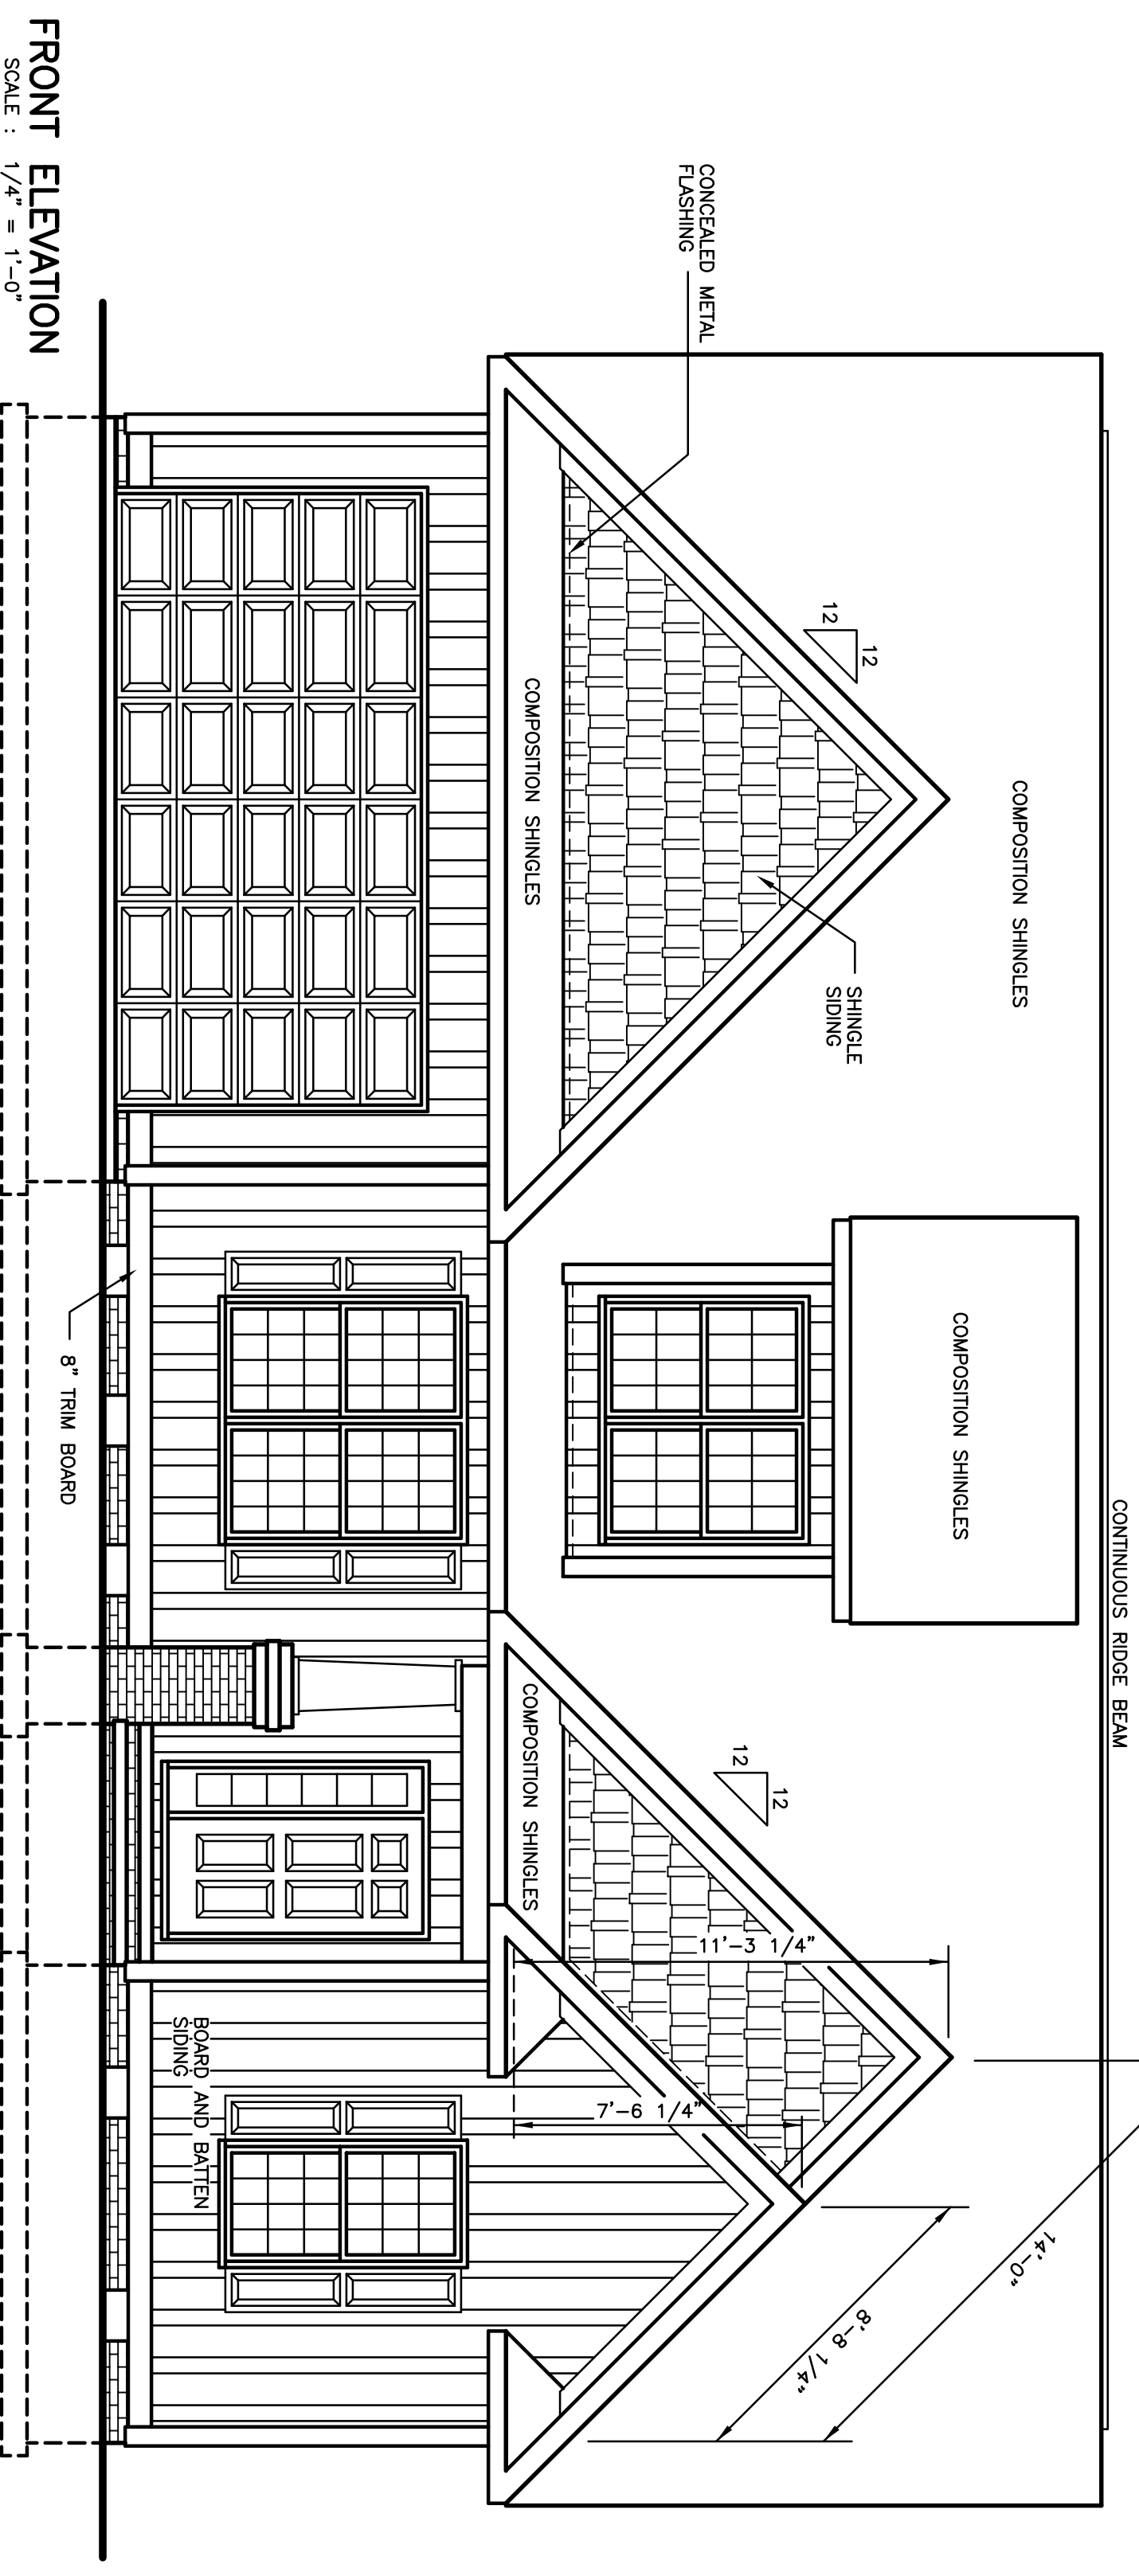 CONTINUOUS RIDGE BEAM
COMPOSITION SHINGLES
COMPOSITION SHINGLES
14'-0"
12
12
SHINGLE
SIDING
8'-8 1/4"
12
12
11'-3 1/4"
CONCEALED METAL
FLASHING
7'-6 1/4"
COMPOSITION SHINGLES
COMPOSITION SHINGLES
BOARD AND BATTEN
SIDING
8" TRIM BOARD
FRONT ELEVATION
SCALE : 1/4" = 1'-0"